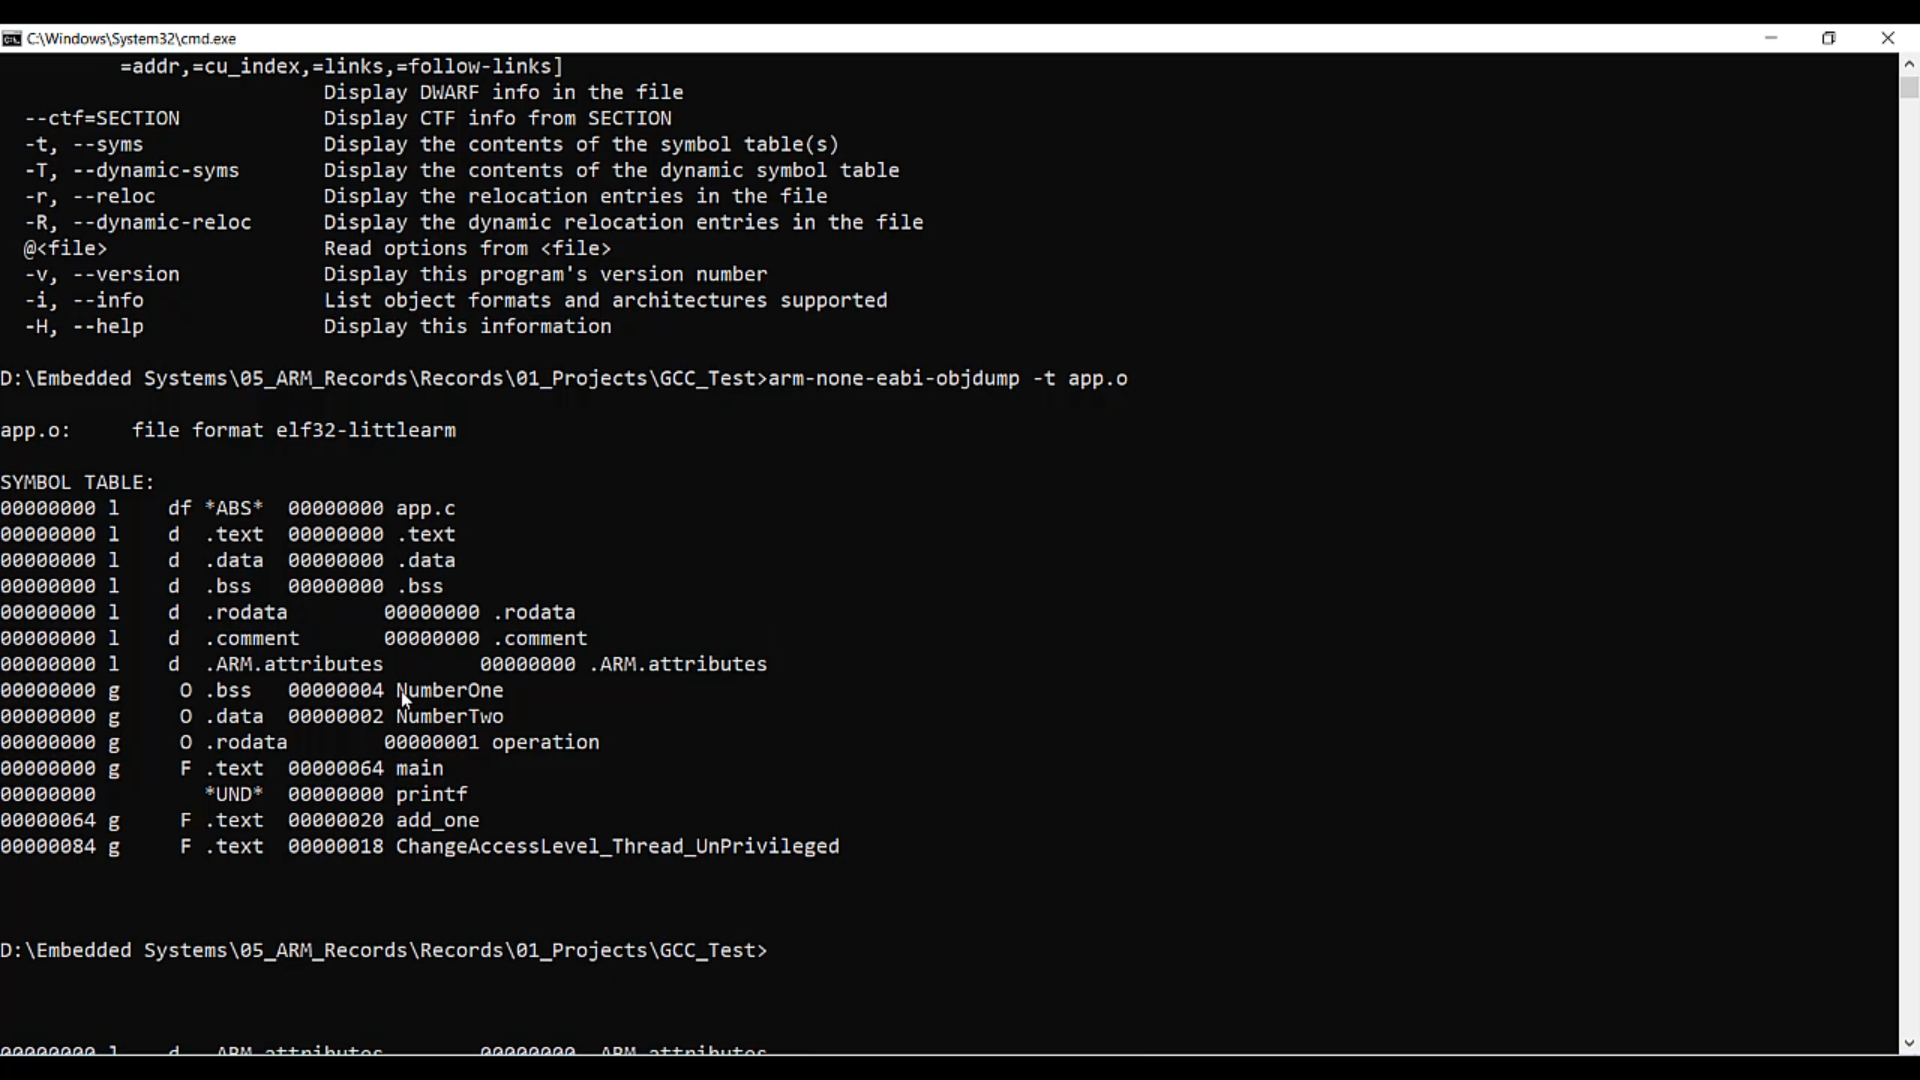 C:\Windows\System32\cmd.exe
=addr,=cu_index,=links,=follow-links]
Display DWARF info in the file
--ctf=SECTION            Display CTF info from SECTION
-t, --syms               Display the contents of the symbol table(s)
-T, --dynamic-syms       Display the contents of the dynamic symbol table
-r, --reloc              Display the relocation entries in the file
-R, --dynamic-reloc      Display the dynamic relocation entries in the file
@<file>                  Read options from <file>
-v, --version            Display this program's version number
-i, --info               List object formats and architectures supported
-H, --help               Display this information
D:\Embedded Systems\05_ARM_Records\Records\01_Projects\GCC_Test>arm-none-eabi-objdump -t app.o
app.o:     file format elf32-littlearm
SYMBOL TABLE:
00000000 l    df *ABS*  00000000 app.c
00000000 l    d  .text  00000000 .text
00000000 l    d  .data  00000000 .data
00000000 l    d  .bss   00000000 .bss
00000000 l    d  .rodata        00000000 .rodata
00000000 l    d  .comment       00000000 .comment
00000000 l    d  .ARM.attributes        00000000 .ARM.attributes
00000000 g     O .bss   00000004 NumberOne
00000000 g     O .data  00000002 NumberTwo
00000000 g     O .rodata        00000001 operation
00000000 g     F .text  00000064 main
00000000         *UND*  00000000 printf
00000064 g     F .text  00000020 add_one
00000084 g     F .text  00000018 ChangeAccessLevel_Thread_UnPrivileged
D:\Embedded Systems\05_ARM_Records\Records\01_Projects\GCC_Test>
00000000 l    d  .ARM.attributes        00000000 .ARM.attributes